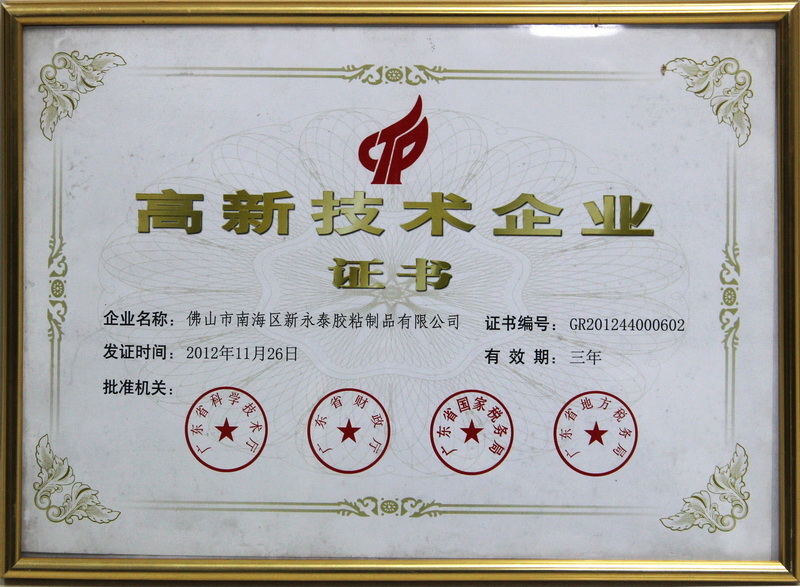 CTP
高新技术企业
证书
企业名称：佛山市南海区新永泰胶粘制品有限公司
证书编号：GR201244000602
发证时间：2012年11月26日
有效期：三年
批准机关：
广东省科学技术厅
广东省财政厅
广东省国家税务局
广东省地方税务局